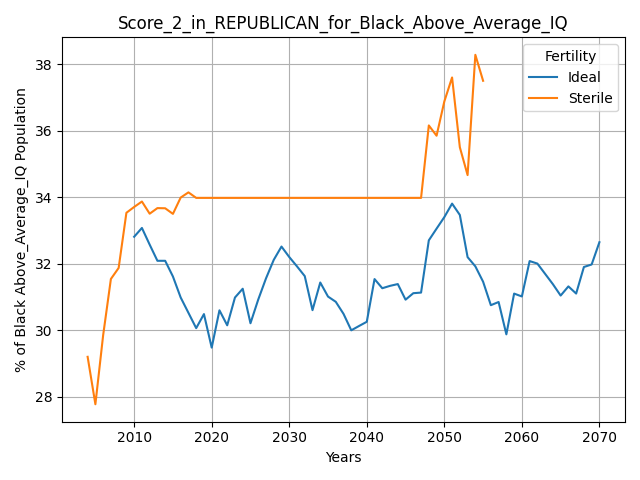 Score_2_in_REPUBLICAN_for_Black_Above_Average_IQ
% of Black Above_Average_IQ Population
38
36
34
32
30
28
Fertility
Ideal
Sterile
2010 2020 2030 2040 2050 2060 2070
Years